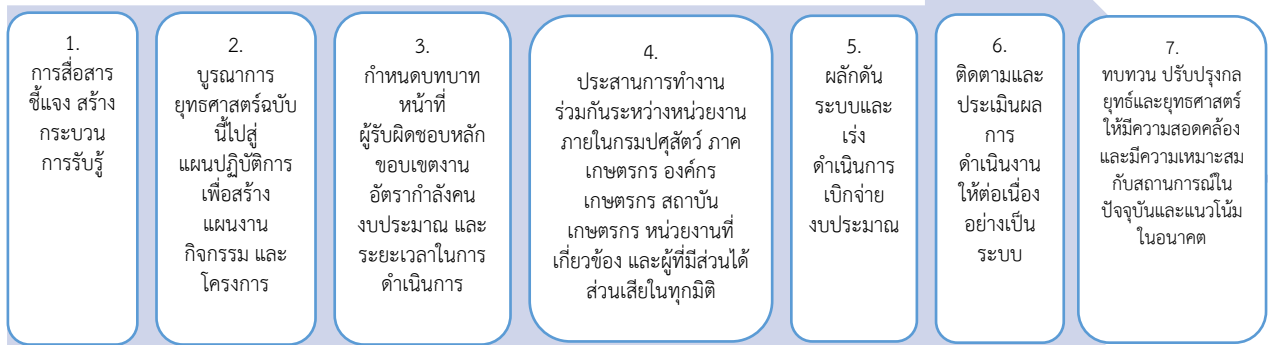 1.
การสื่อสาร
ชี้แจง สร้าง
กระบวน
การรับรู้
2.
บูรณาการ
ยุทธศาสตร์ฉบับ
นี้ไปสู่
แผนปฏิบัติการ
เพื่อสร้าง
แผนงาน
กิจกรรม และ
โครงการ
3.
กำหนดบทบาท
หน้าที่
ผู้รับผิดชอบหลัก
ขอบเขตงาน
อัตรากำลังคน
งบประมาณ และ
ระยะเวลาในการ
ดำเนินการ
4.
ประสานการทำงาน
ร่วมกันระหว่างหน่วยงาน
ภายในกรมปศุสัตว์ ภาค
เกษตรกร องค์กร
เกษตรกร สถาบัน
เกษตรกร หน่วยงานที่
เกี่ยวข้อง และผู้ที่มีส่วนได้
ส่วนเสียในทุกมิติ
5.
ผลักดัน
ระบบและ
เร่ง
ดำเนินการ
เบิกจ่าย
งบประมาณ
6.
ติดตามและ
ประเมินผล
การ
ดำเนินงาน
ให้ต่อเนื่อง
อย่างเป็น
ระบบ
7.
ทบทวน ปรับปรุงกล
ยุทธ์และยุทธศาสตร์
ให้มีความสอดคล้อง
และมีความเหมาะสม
กับสถานการณ์ใน
ปัจจุบันและแนวโน้ม
ในอนาคต